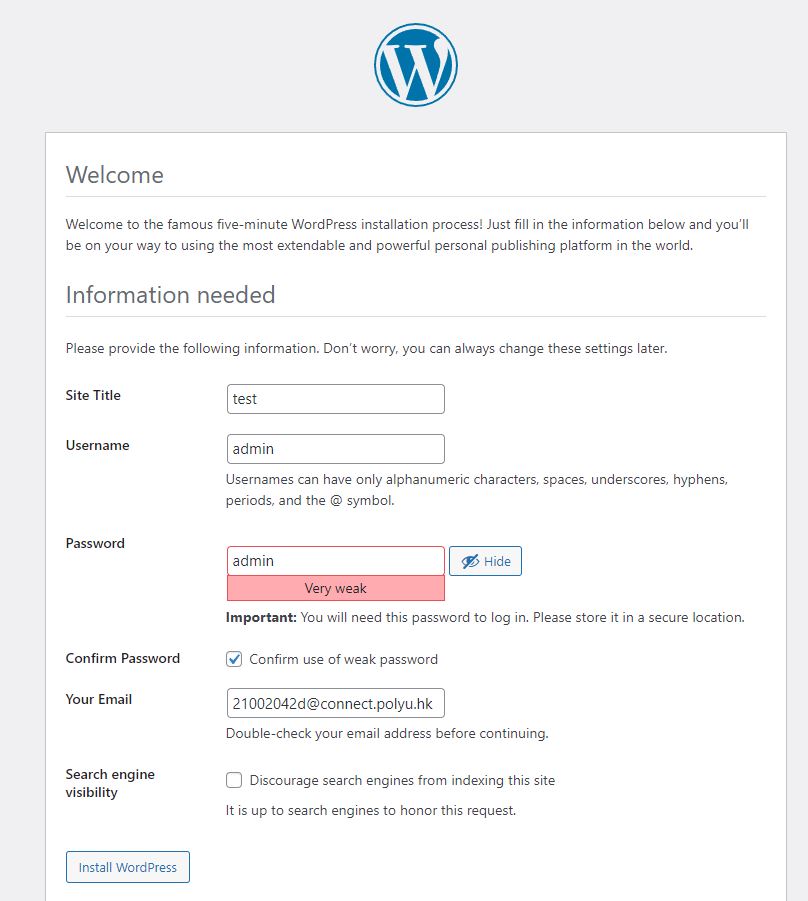 W
Welcome
Welcome to the famous five-minute WordPress installation process! Just fill in the information below and you’ll
be on your way to using the most extendable and powerful personal publishing platform in the world.
Information needed
Please provide the following information. Don’t worry, you can always change these settings later.
Site Title
test
Username
admin
Usernames can have only alphanumeric characters, spaces, underscores, hyphens,
periods, and the @ symbol.
Password
admin
Hide
Very weak
Important: You will need this password to log in. Please store it in a secure location.
Confirm Password
Confirm use of weak password
Your Email
21002042d@connect.polyu.hk
Double-check your email address before continuing.
Search engine
visibility
Discourage search engines from indexing this site
It is up to search engines to honor this request.
Install WordPress